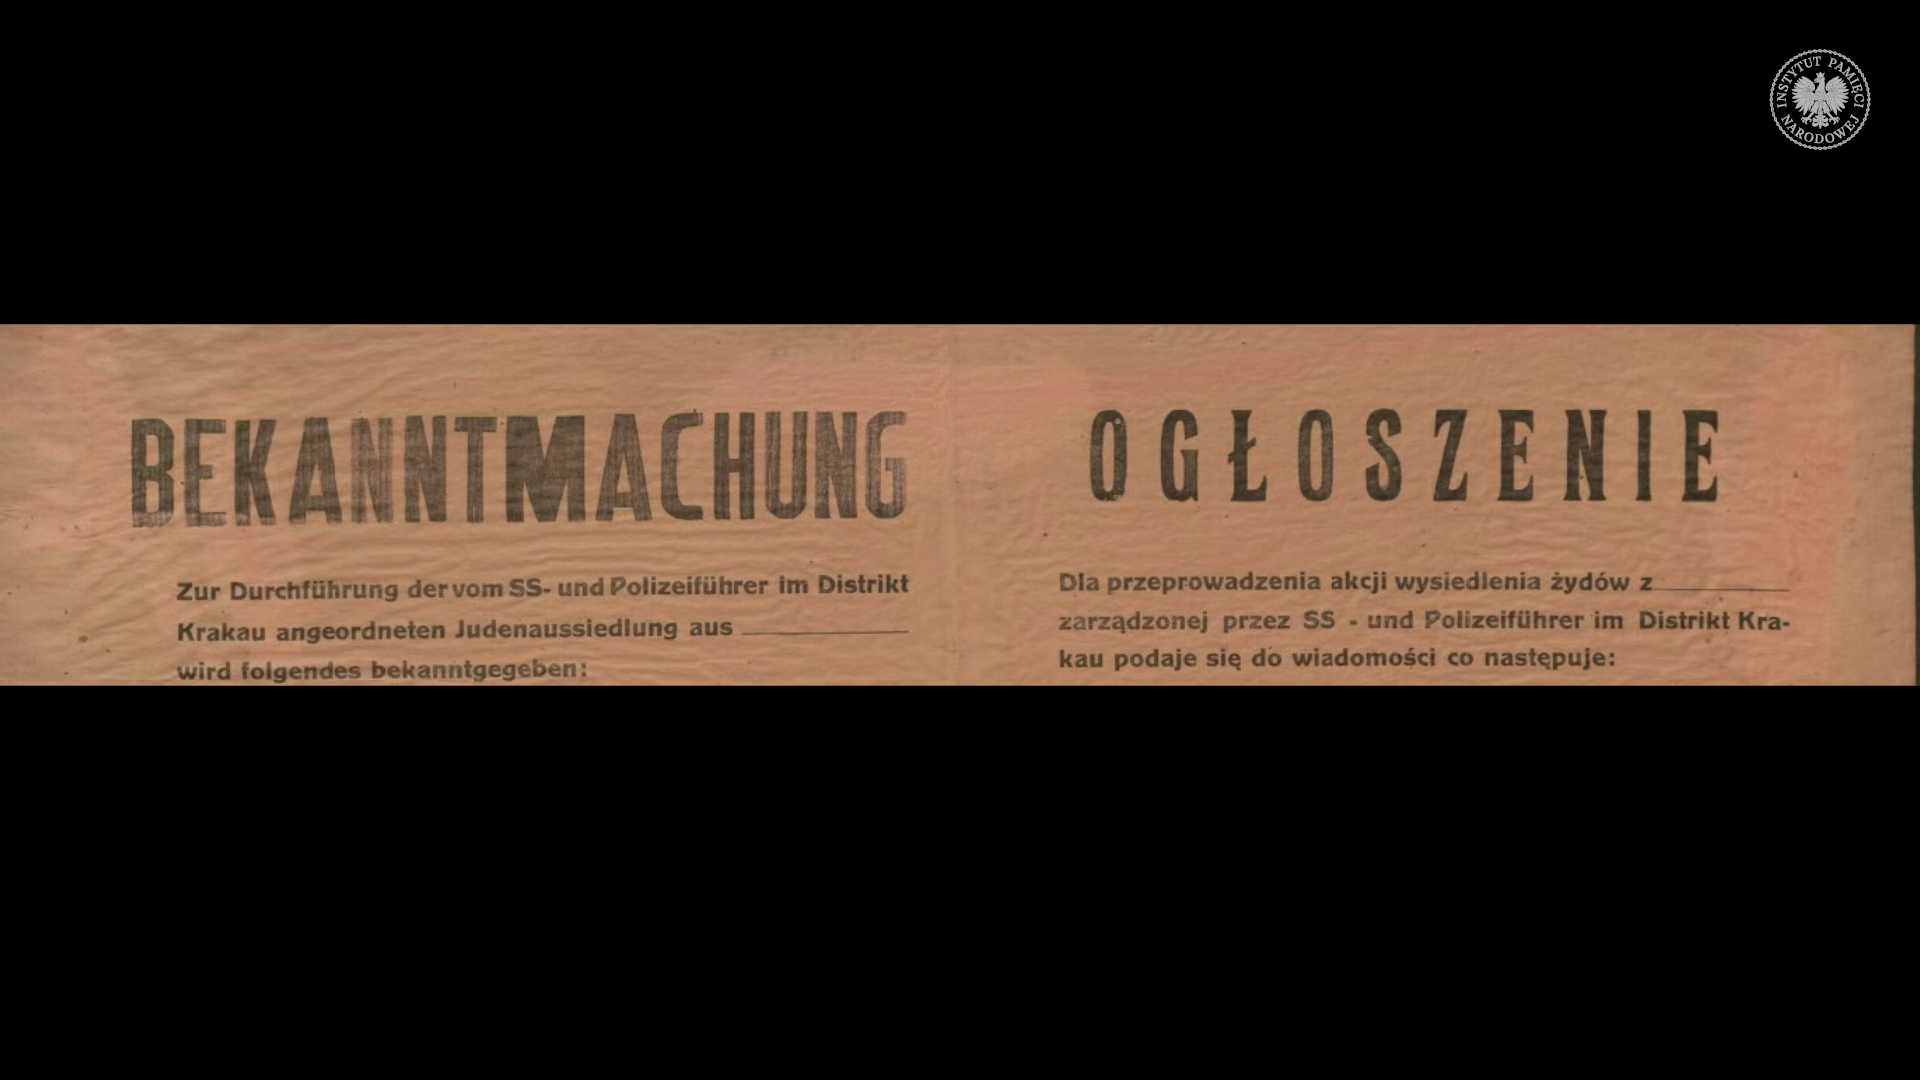 INSTYTUT PAMIĘCI NARODOWEJ
BEKANNTMACHUNG
Zur Durchführung der vom SS- und Polizeiführer im Distrikt
Krakau angeordneten Judenaussiedlung aus
wird folgendes bekanntgegeben:
OGŁOSZENIE
Dla przeprowadzenia akcji wysiedlenia żydów z
zarządzonej przez SS - und Polizeiführer im Distrikt Kra-
kau podaje się do wiadomości co następuje: